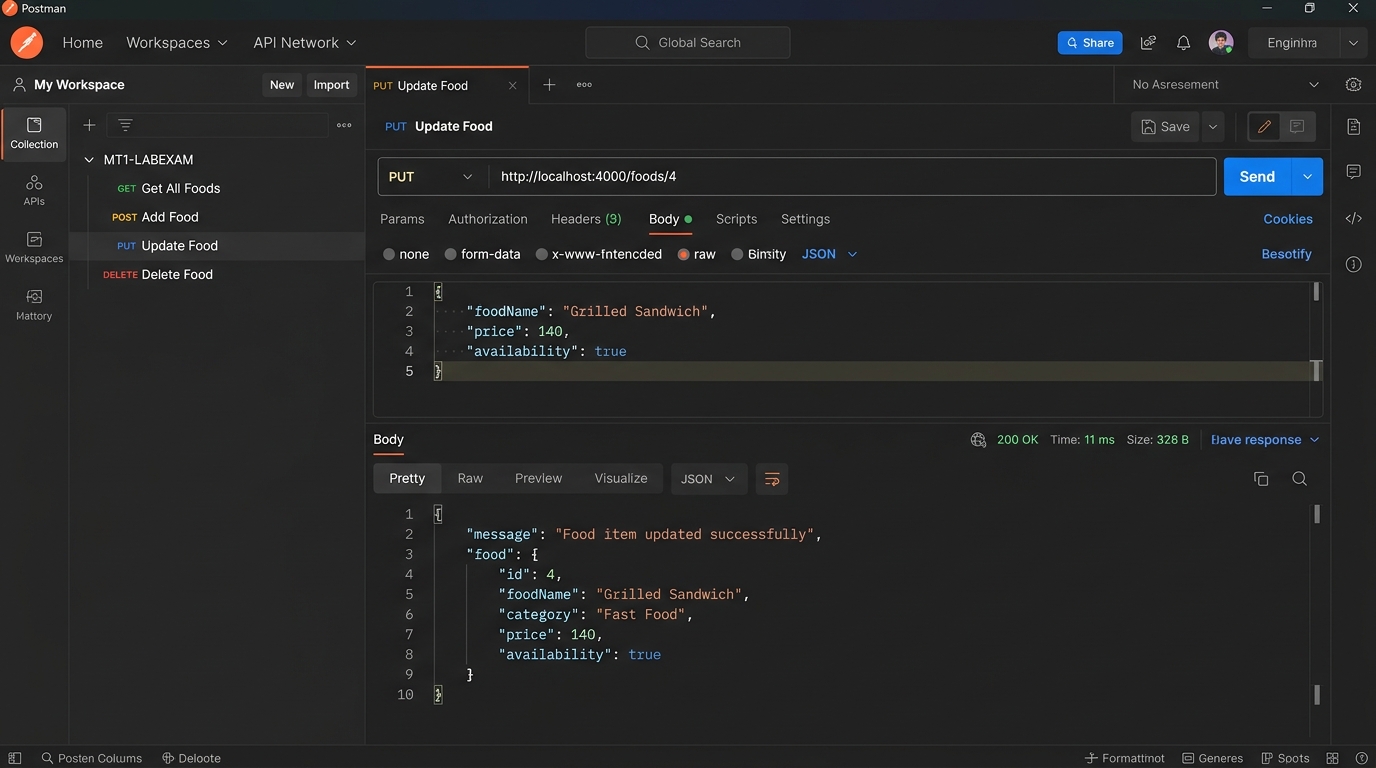 Postman
Home Workspaces API Network Global Search Share Enginhra
My Workspace New Import PUT Update Food No Asresement
Collection
APIs
Workspaces
Mattory
MT1-LABEXAM
GET Get All Foods
POST Add Food
PUT Update Food
DELETE Delete Food
PUT Update Food Save
PUT http://localhost:4000/foods/4 Send
Params Authorization Headers (3) Body Scripts Settings Cookies
none form-data x-www-fntencded raw Bimsity JSON Besotify
1 {
2 "foodName": "Grilled Sandwich",
3 "price": 140,
4 "availability": true
5 }
Body 200 OK Time: 11 ms Size: 328 B Have response
Pretty Raw Preview Visualize JSON
1 {
2 "message": "Food item updated successfully",
3 "food": {
4 "id": 4,
5 "foodName": "Grilled Sandwich",
6 "category": "Fast Food",
7 "price": 140,
8 "availability": true
9 }
10 }
Posten Colums Deloote Formattmot Generes Spots